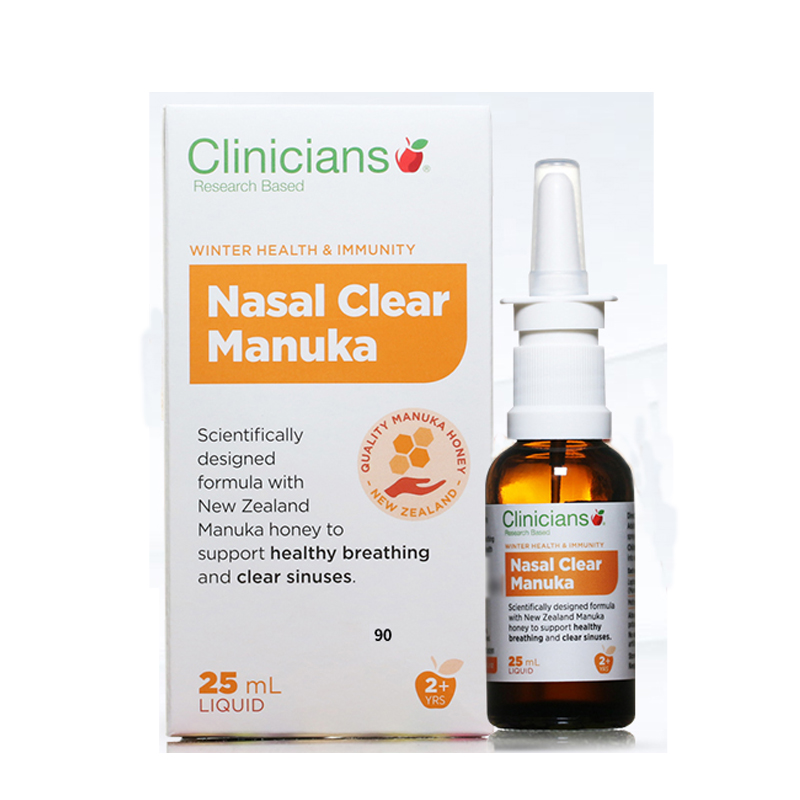 Clinicians
Research Based
WINTER HEALTH & IMMUNITY
Nasal Clear
Manuka
Scientifically
designed
formula with
New Zealand
Manuka honey to
support healthy breathing
and clear sinuses.
QUALITY MANUKA HONEY
- NEW ZEALAND -
90
25 mL
LIQUID
2+
YRS
Clinicians
Research Based
WINTER HEALTH & IMMUNITY
Nasal Clear
Manuka
Scientifically designed formula
with New Zealand Manuka
honey to support healthy
breathing and clear sinuses.
25 mL
LIQUID
2+
YRS